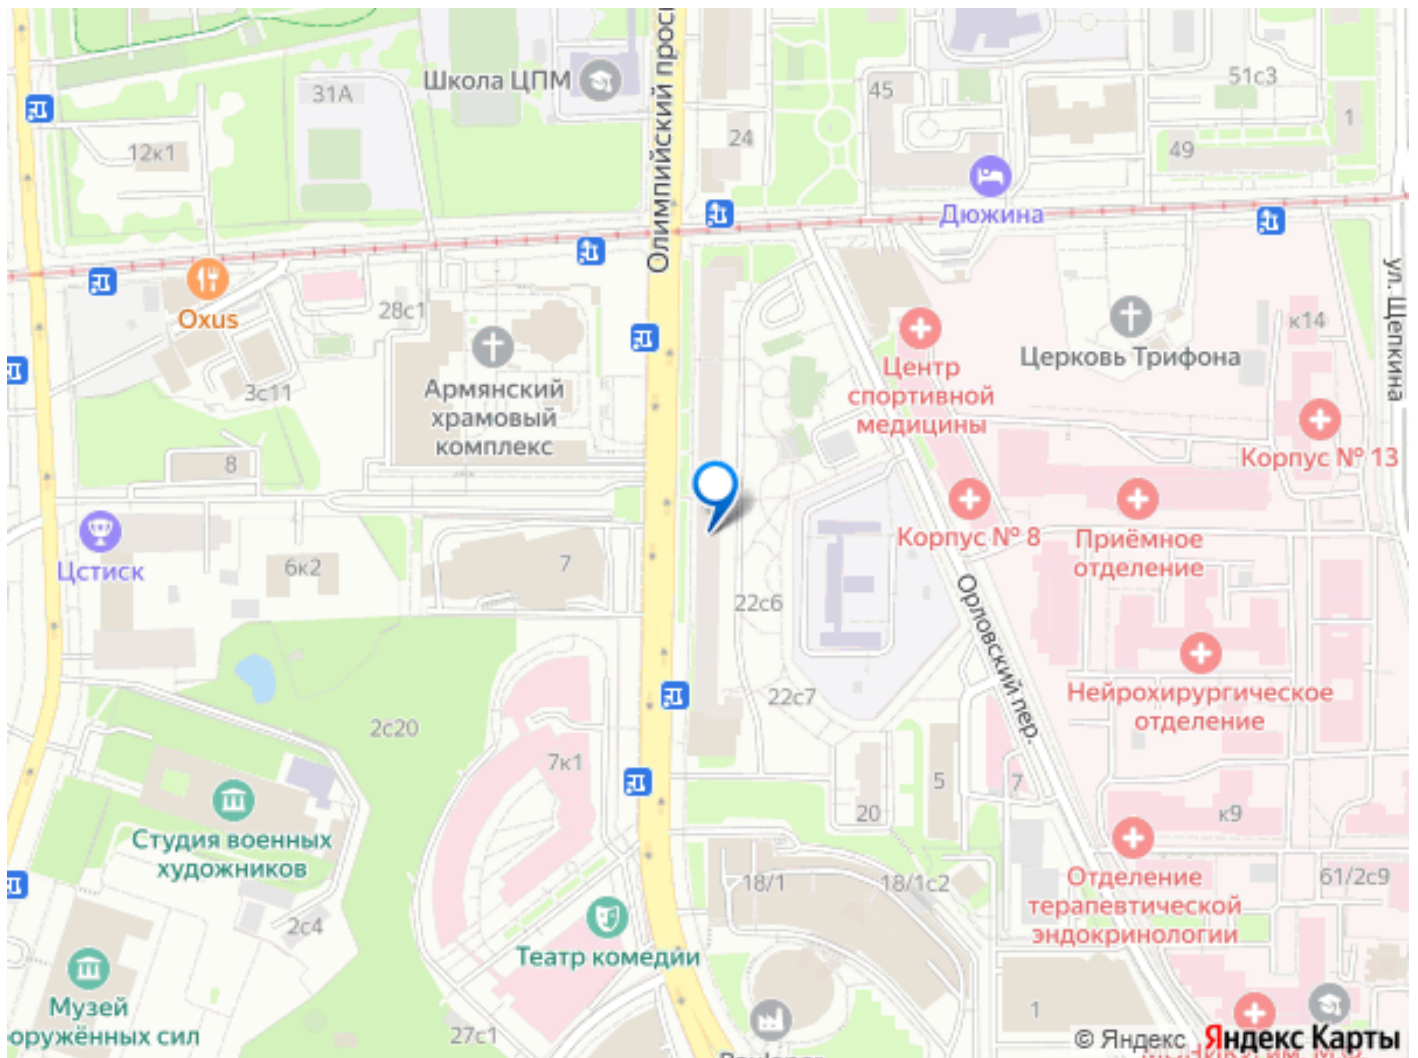 Олимпийский прос
Школа ЦПМ
31А
45
51с3
1
24
12к1
49
Дюжина
ул. Щепкина
Oxus
28с1
к14
Церковь Трифона
Центр
спортивной
медицины
Армянский
храмовый
комплекс
3с11
8
Корпус № 13
Корпус № 8
Приёмное
отделение
Цстиск
6к2
7
22с6
Орловский пер.
Нейрохирургическое
отделение
22с7
2с20
7к1
5
7
20
к9
Студия военных
художников
18/1
18/1с2
Отделение
терапевтической
эндокринологии
61/2с9
2с4
Театр комедии
Музей
оружённых сил
27с1
1
© Яндекс Яндекс Карты